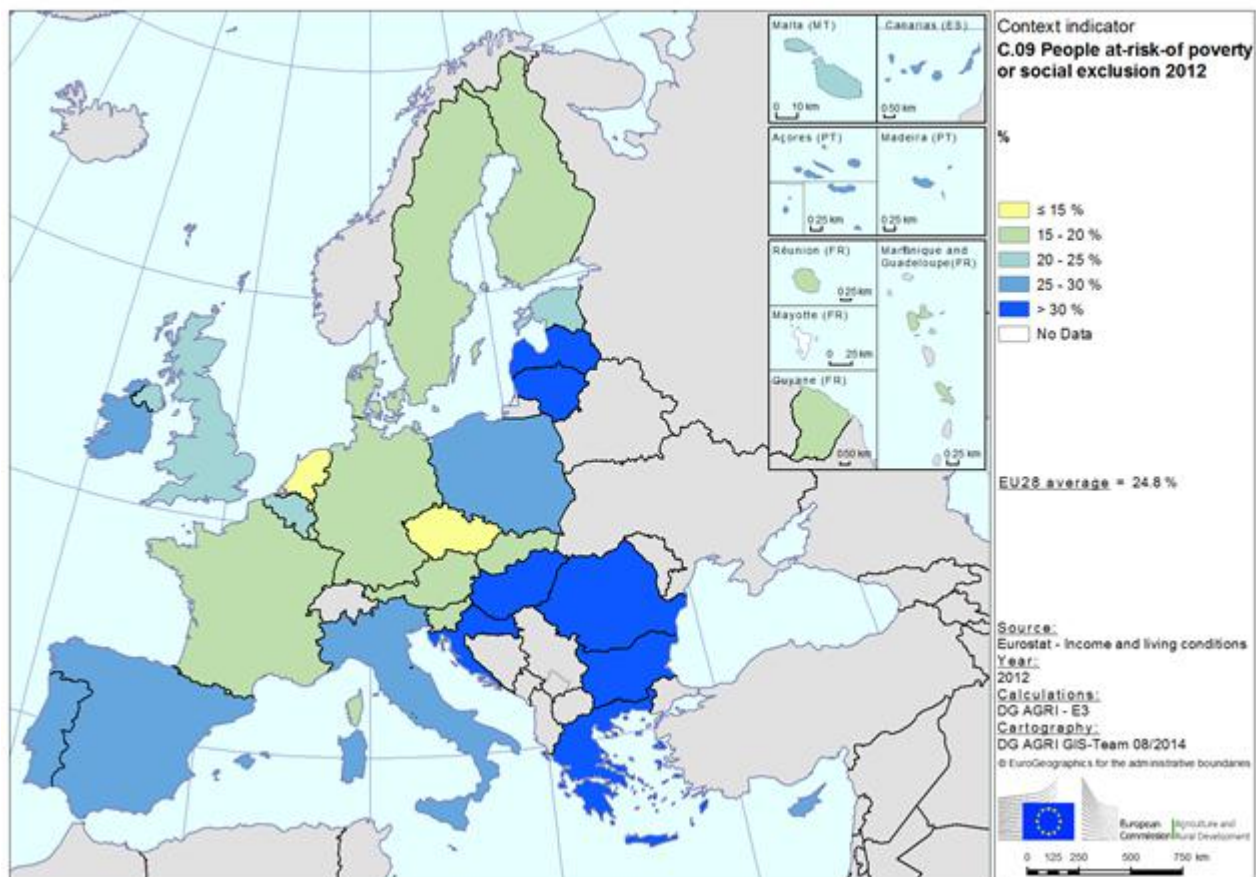 Malta (MT)
0 10 km
Canarias (ES)
0 50 km
Açores (PT)
0 25 km
Madeira (PT)
0 25 km
Réunion (FR)
0 25 km
Mayotte (FR)
0 25 km
Guyane (FR)
0 50 km
Martinique and
Guadeloupe(FR)
0 25 km
Context indicator
C.09 People at-risk-of poverty
or social exclusion 2012
%
≤ 15 %
15 - 20 %
20 - 25 %
25 - 30 %
> 30 %
No Data
EU28 average = 24.8 %
Source:
Eurostat - Income and living conditions
Year:
2012
Calculations:
DG AGRI - E3
Cartography:
DG AGRI GIS-Team 08/2014
© EuroGeographics for the administrative boundaries
European
Commission
Agriculture and
Rural Development
0 125 250 500 750 km